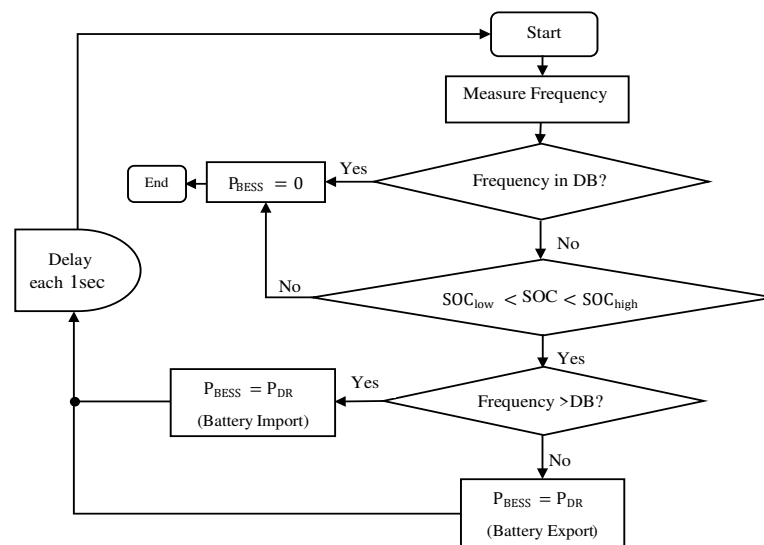 Start
Measure Frequency
Yes
Frequency in DB?
P_BESS = 0
End
No
Delay
each 1sec
No
SOC_low < SOC < SOC_high
Yes
P_BESS = P_DR
(Battery Import)
Yes
Frequency >DB?
No
P_BESS = P_DR
(Battery Export)